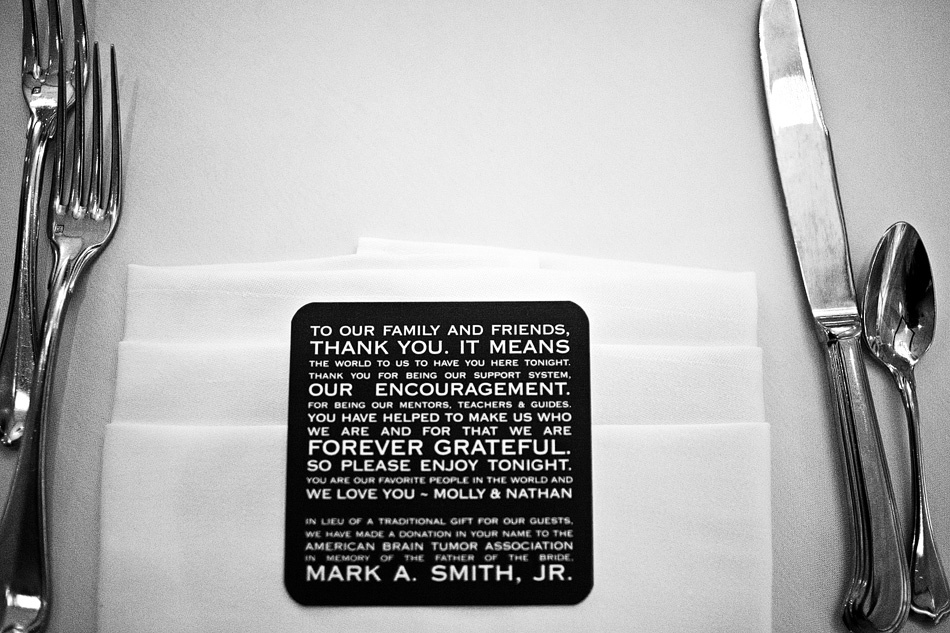 TO OUR FAMILY AND FRIENDS,
THANK YOU. IT MEANS
THE WORLD TO US TO HAVE YOU HERE TONIGHT.
THANK YOU FOR BEING OUR SUPPORT SYSTEM,
OUR ENCOURAGEMENT.
FOR BEING OUR MENTORS, TEACHERS & GUIDES.
YOU HAVE HELPED TO MAKE US WHO
WE ARE AND FOR THAT WE ARE
FOREVER GRATEFUL.
SO PLEASE ENJOY TONIGHT.
YOU ARE OUR FAVORITE PEOPLE IN THE WORLD AND
WE LOVE YOU ~ MOLLY & NATHAN
IN LIEU OF A TRADITIONAL GIFT FOR OUR GUESTS,
WE HAVE MADE A DONATION IN YOUR NAME TO THE
AMERICAN BRAIN TUMOR ASSOCIATION
IN MEMORY OF THE FATHER OF THE BRIDE,
MARK A. SMITH, JR.